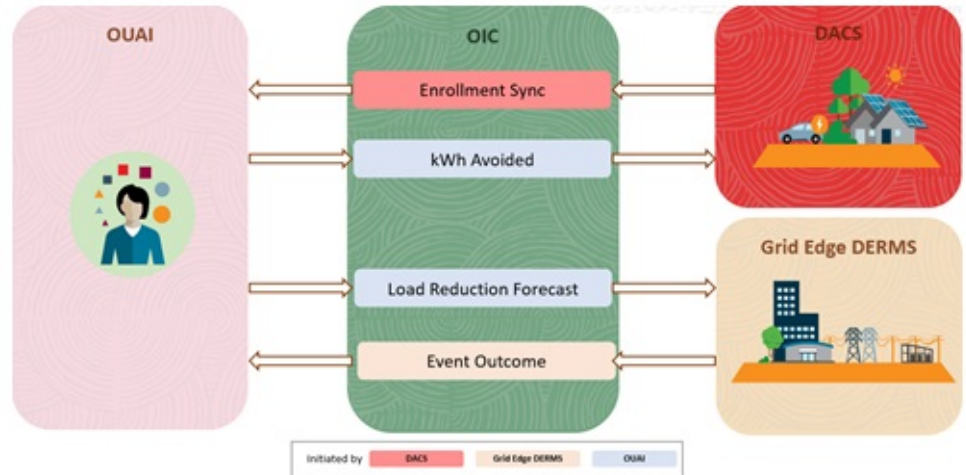 OUAI
OIC
DACS
Enrollment Sync
kWh Avoided
Grid Edge DERMS
Load Reduction Forecast
Event Outcome
Initiated by DACS Grid Edge DERMS OUAI